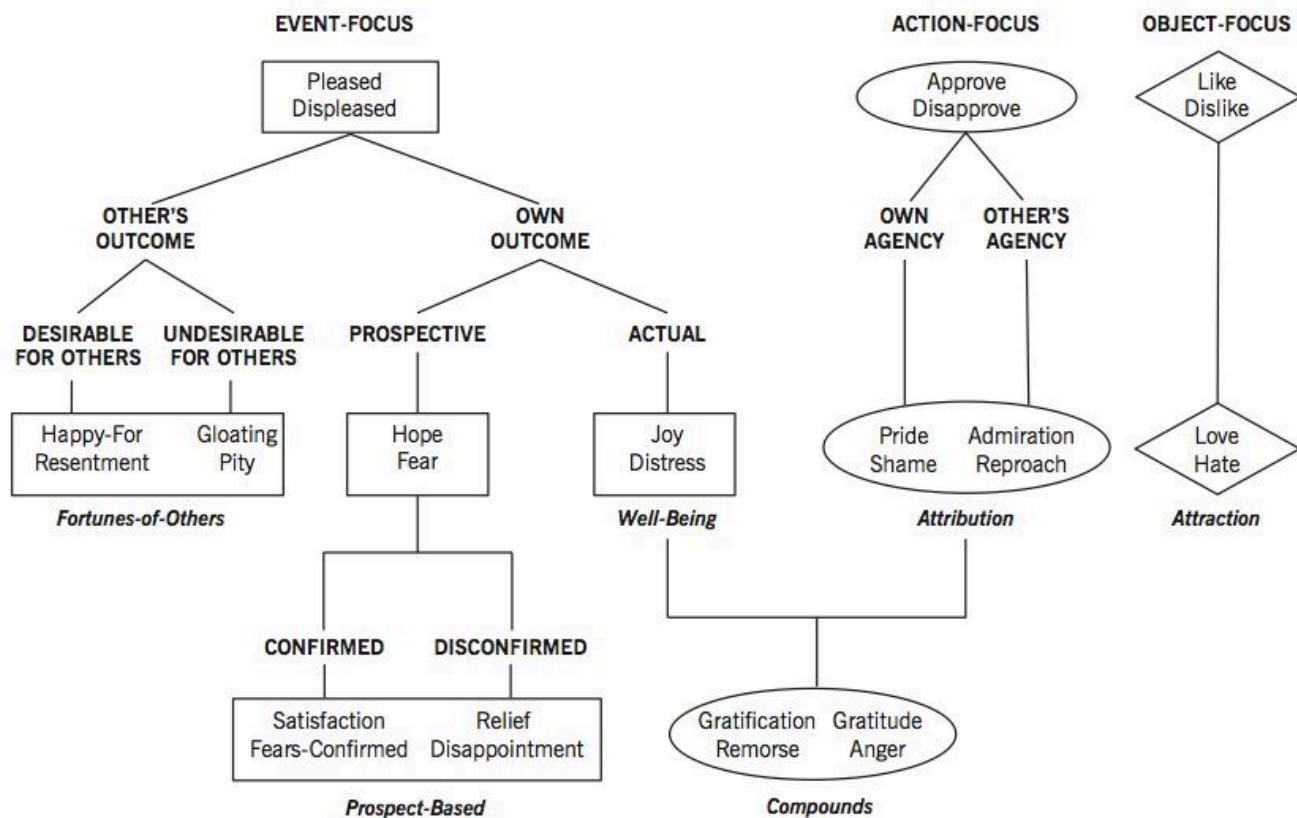 EVENT-FOCUS
ACTION-FOCUS
OBJECT-FOCUS
Pleased
Displeased
Approve
Disapprove
Like
Dislike
OTHER'S
OUTCOME
OWN
OUTCOME
OWN
AGENCY
OTHER'S
AGENCY
DESIRABLE
FOR OTHERS
UNDESIRABLE
FOR OTHERS
PROSPECTIVE
ACTUAL
Happy-For
Resentment
Gloating
Pity
Hope
Fear
Joy
Distress
Pride
Shame
Admiration
Reproach
Love
Hate
Fortunes-of-Others
Well-Being
Attribution
Attraction
CONFIRMED
DISCONFIRMED
Satisfaction
Fears-Confirmed
Relief
Disappointment
Gratification
Remorse
Gratitude
Anger
Prospect-Based
Compounds